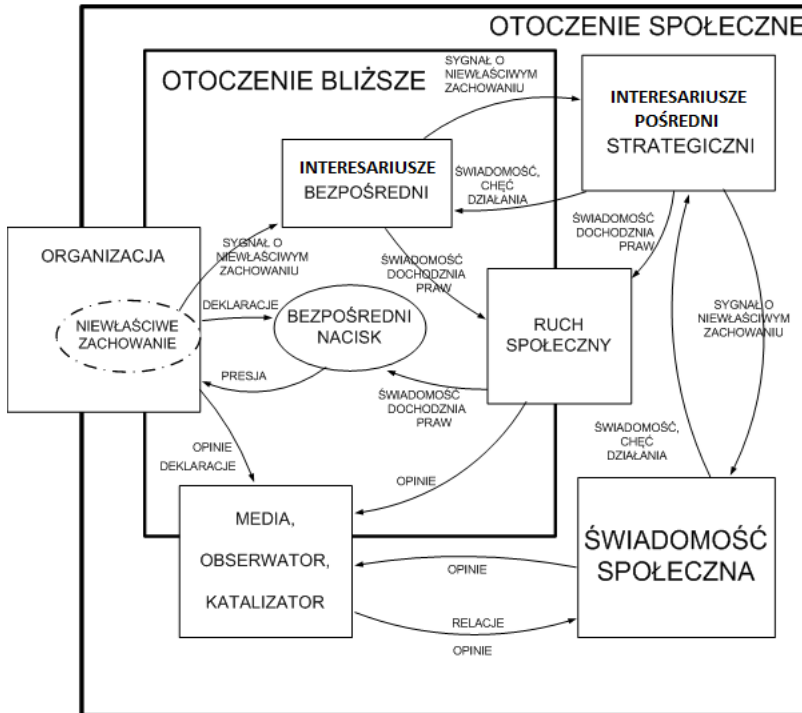 OTOCZENIE SPOŁECZNE
OTOCZENIE BLIŻSZE
SYGNAŁ O
NIEWŁAŚCIWYM
ZACHOWANIU
INTERESARIUSZE
POŚREDNI
STRATEGICZNI
INTERESARIUSZE
BEZPOŚREDNI
ŚWIADOMOŚĆ,
CHĘĆ
DZIAŁANIA
ŚWIADOMOŚĆ
DOCHODZNIA
PRAW
ORGANIZACJA
SYGNAŁ O
NIEWŁAŚCIWYM
ZACHOWANIU
ŚWIADOMOŚĆ
DOCHODZNIA
PRAW
DEKLARACJE
NIEWŁAŚCIWE
ZACHOWANIE
BEZPOŚREDNI
NACISK
RUCH
SPOŁECZNY
SYGNAŁ O
NIEWŁAŚCIWYM
ZACHOWANIU
PRESJA
ŚWIADOMOŚĆ
DOCHODZNIA
PRAW
OPINIE
DEKLARACJE
OPINIE
ŚWIADOMOŚĆ,
CHĘĆ
DZIAŁANIA
MEDIA,
OBSERWATOR,
KATALIZATOR
OPINIE
RELACJE
OPINIE
ŚWIADOMOŚĆ
SPOŁECZNA